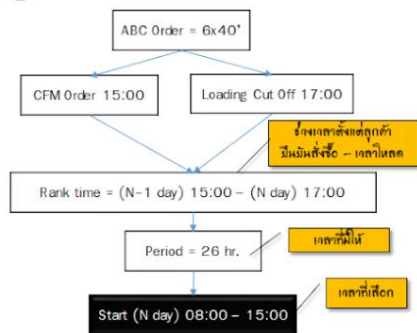 ABC Order = 6x40'
CFM Order 15:00
Loading Cut Off 17:00
ช่วงเวลาตั้งแต่ลูกค้า
ยืนยันสั่งซื้อ – เวลาโหลด
Rank time = (N-1 day) 15:00 – (N day) 17:00
Period = 26 hr.
เวลาที่มีให้
Start (N day) 08:00 – 15:00
เวลาที่เลือก